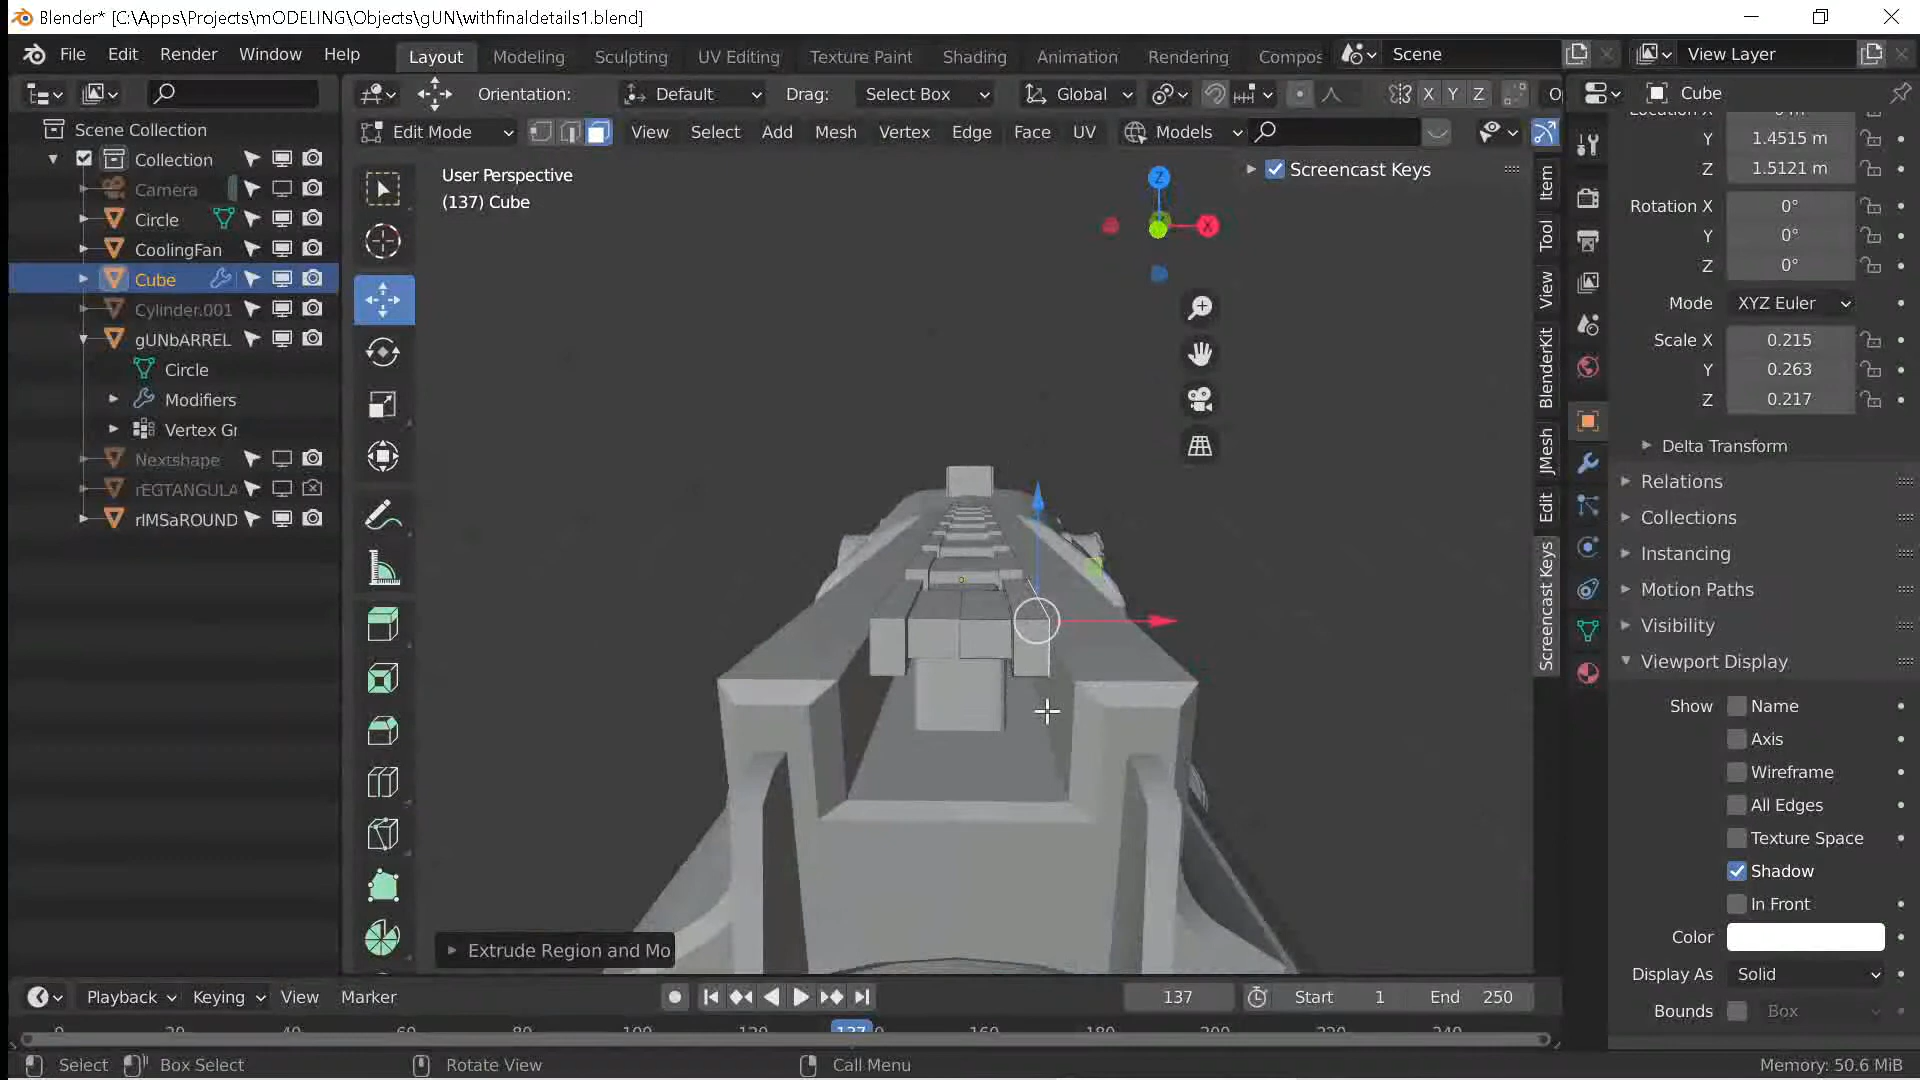 Blender* [C:\Apps\Projects\mODELING\Objects\gUN\withfinaldetails1.blend]
File Edit Render Window Help Layout Modeling Sculpting UV Editing Texture Paint Shading Animation Rendering Compos Scene View Layer
Orientation: Default Drag: Select Box Global X Y Z O Cube
Edit Mode View Select Add Mesh Vertex Edge Face UV Models
Scene Collection
Collection
Camera
Circle
CoolingFan
Cube
Cylinder.001
gUNbARREL
Circle
Modifiers
Vertex Gr
Nextshape
rEGTANGULA
rIMSaROUND
User Perspective
(137) Cube
Screencast Keys
Z
X
Item
Tool
View
BlenderKit
JMesh
Edit
Screencast Keys
Extrude Region and Mo
Location X 0 m
Y 1.4515 m
Z 1.5121 m
Rotation X 0°
Y 0°
Z 0°
Mode XYZ Euler
Scale X 0.215
Y 0.263
Z 0.217
Delta Transform
Relations
Collections
Instancing
Motion Paths
Visibility
Viewport Display
Show Name
Axis
Wireframe
All Edges
Texture Space
Shadow
In Front
Color
Display As Solid
Bounds Box
Playback Keying View Marker 137 Start 1 End 250
0 20 40 60 80 100 120 137 160 180 200 220 240
Select Box Select Rotate View Call Menu Memory: 50.6 MiB